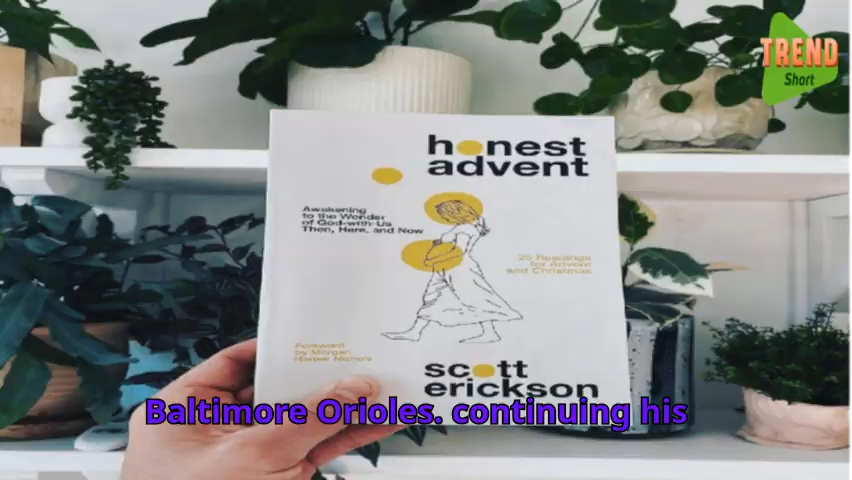 TREND
Short
honest
advent
Awakening
to the Wonder
of God-with-Us
Then, Here, and Now
25 Readings
for Advent
and Christmas
Foreword
by Morgan
Harper Nichols
scott
erickson
Baltimore Orioles. continuing his